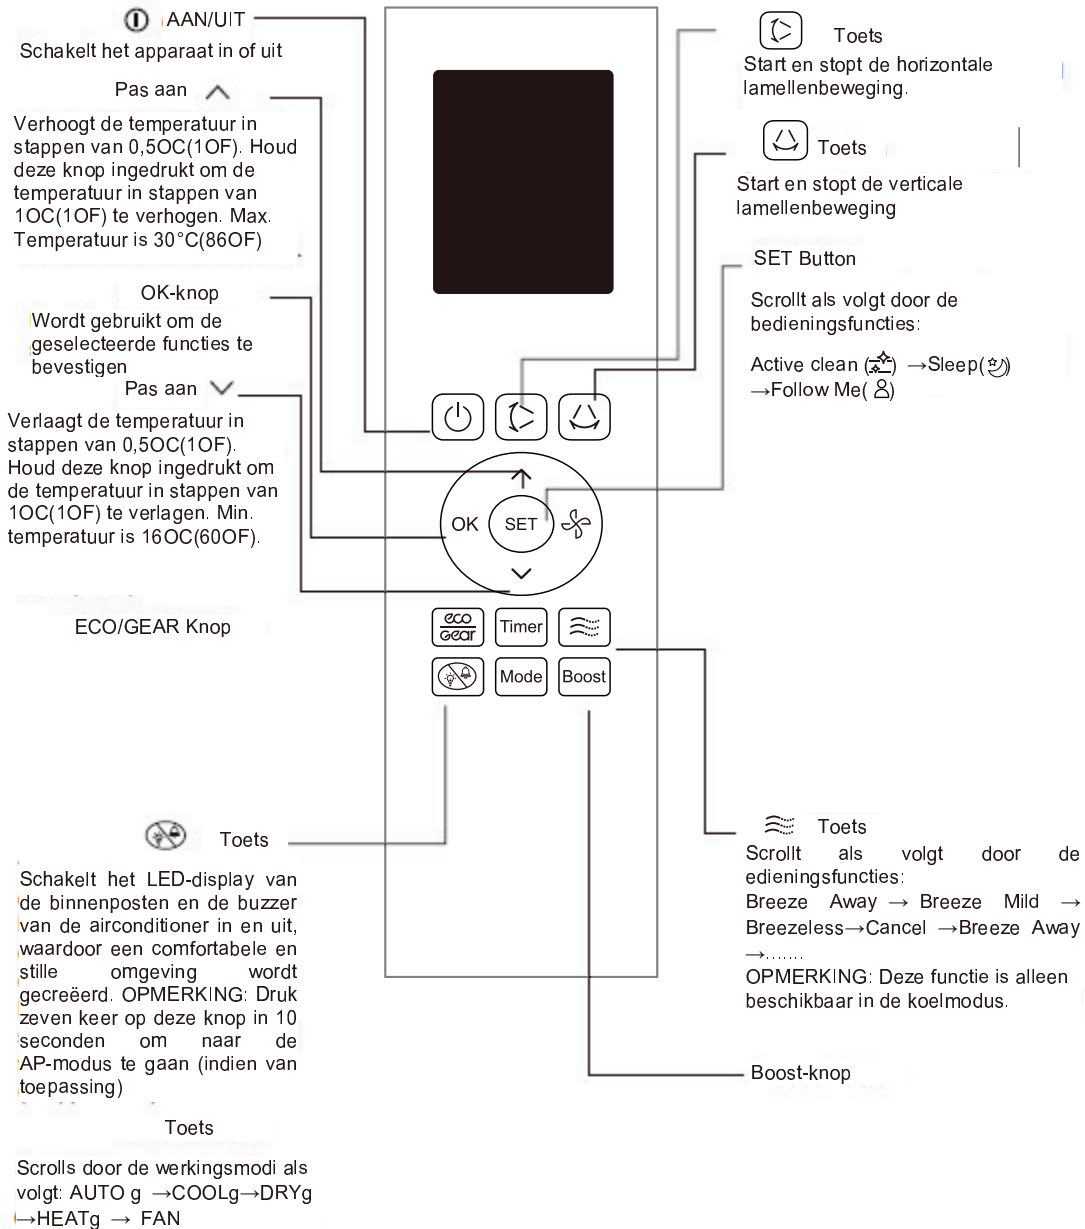 AAN/UIT
Schakelt het apparaat in of uit
Pas aan
Verhoogt de temperatuur in
stappen van 0,5OC(1OF). Houd
deze knop ingedrukt om de
temperatuur in stappen van
1OC(1OF) te verhogen. Max.
Temperatuur is 30°C(86OF)
OK-knop
Wordt gebruikt om de
geselecteerde functies te
bevestigen
Pas aan
Verlaagt de temperatuur in
stappen van 0,5OC(1OF).
Houd deze knop ingedrukt om
de temperatuur in stappen van
1OC(1OF) te verlagen. Min.
temperatuur is 16OC(60OF).
ECO/GEAR Knop
Toets
Schakelt het LED-display van
de binnenposten en de buzzer
van de airconditioner in en uit,
waardoor een comfortabele en
stille omgeving wordt
gecreëerd. OPMERKING: Druk
zeven keer op deze knop in 10
seconden om naar de
AP-modus te gaan (indien van
toepassing)
Toets
Scrolls door de werkingsmodi als
volgt: AUTO g →COOLg→DRYg
→HEATg → FAN
OK
SET
eco
Gear
Timer
Mode
Boost
Toets
Start en stopt de horizontale
lamellenbeweging.
Toets
Start en stopt de verticale
lamellenbeweging
SET Button
Scrollt als volgt door de
bedieningsfuncties:
Active clean ( ) →Sleep( )
→Follow Me( )
Toets
Scrollt als volgt door de
edieningsfuncties:
Breeze Away → Breeze Mild →
Breezeless→Cancel →Breeze Away
→.......
OPMERKING: Deze functie is alleen
beschikbaar in de koelmodus.
Boost-knop